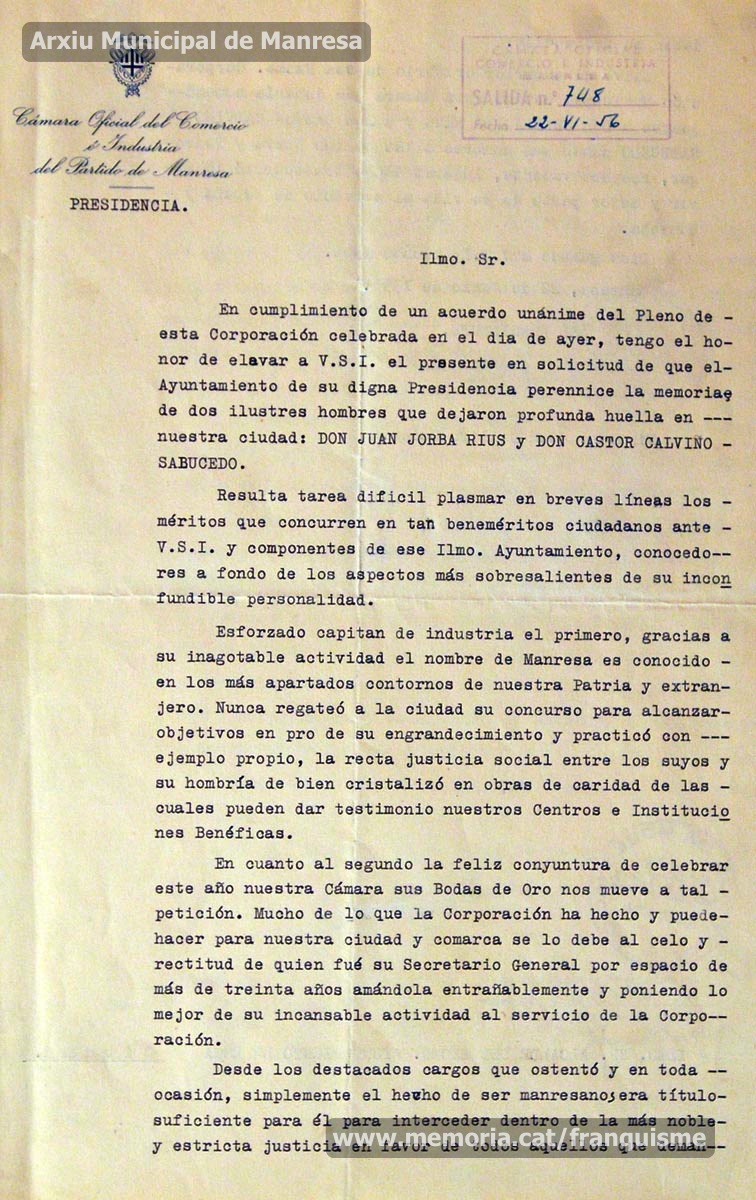 Arxiu Municipal de Manresa
Cámara Oficial del Comercio
é Industria
del Partido de Manresa
PRESIDENCIA.
CAMARA OFICIAL
COMERCIO E INDUSTRIA
MANRESA
SALIDA n.° 748
Fecha 22-VI-56
Ilmo. Sr.
En cumplimiento de un acuerdo unánime del Pleno de -
esta Corporación celebrada en el dia de ayer, tengo el ho-
nor de elavar a V.S.I. el presente en solicitud de que el-
Ayuntamiento de su digna Presidencia perennice la memoria
de dos ilustres hombres que dejaron profunda huella en ---
nuestra ciudad: DON JUAN JORBA RIUS y DON CASTOR CALVIÑO -
SABUCEDO.
Resulta tarea dificil plasmar en breves líneas los -
méritos que concurren en tan beneméritos ciudadanos ante -
V.S.I. y componentes de ese Ilmo. Ayuntamiento, conocedo--
res a fondo de los aspectos más sobresalientes de su incon
fundible personalidad.
Esforzado capitan de industria el primero, gracias a
su inagotable actividad el nombre de Manresa es conocido -
en los más apartados contornos de nuestra Patria y extran-
jero. Nunca regateó a la ciudad su concurso para alcanzar-
objetivos en pro de su engrandecimiento y practicó con ---
ejemplo propio, la recta justicia social entre los suyos y
su hombría de bien cristalizó en obras de caridad de las -
cuales pueden dar testimonio nuestros Centros e Institucio
nes Benéficas.
En cuanto al segundo la feliz conyuntura de celebrar
este año nuestra Cámara sus Bodas de Oro nos mueve a tal -
petición. Mucho de lo que la Corporación ha hecho y puede-
hacer para nuestra ciudad y comarca se lo debe al celo y -
rectitud de quien fué su Secretario General por espacio de
más de treinta años amándola entrañablemente y poniendo lo
mejor de su incansable actividad al servicio de la Corpo--
ración.
Desde los destacados cargos que ostentó y en toda --
ocasión, simplemente el hecho de ser manresano era título-
suficiente para él para interceder dentro de la más noble-
y estricta justicia en favor de todos aquellos que deman--
www.memoria.cat/franquisme